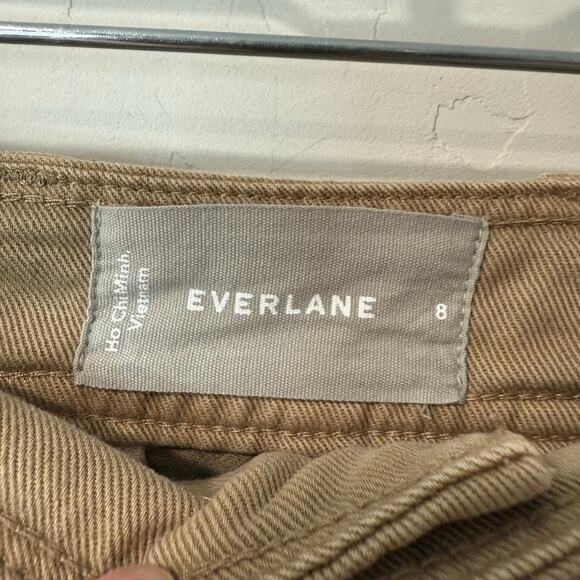 Ho Chi Minh,
Vietnam
EVERLANE
8